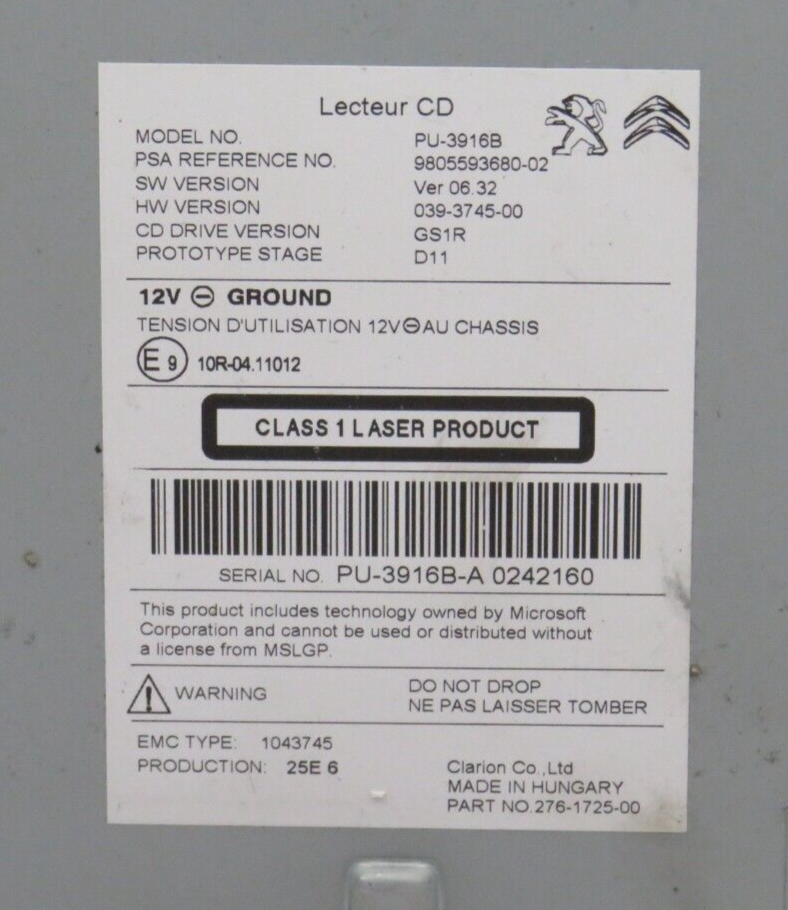 Lecteur CD
MODEL NO. PU-3916B
PSA REFERENCE NO. 9805593680-02
SW VERSION Ver 06.32
HW VERSION 039-3745-00
CD DRIVE VERSION GS1R
PROTOTYPE STAGE D11
12V ⊖ GROUND
TENSION D'UTILISATION 12V⊖AU CHASSIS
E 9 10R-04.11012
CLASS 1 LASER PRODUCT
SERIAL NO. PU-3916B-A 0242160
This product includes technology owned by Microsoft
Corporation and cannot be used or distributed without
a license from MSLGP.
WARNING DO NOT DROP
NE PAS LAISSER TOMBER
EMC TYPE: 1043745
PRODUCTION: 25E 6 Clarion Co.,Ltd
MADE IN HUNGARY
PART NO.276-1725-00